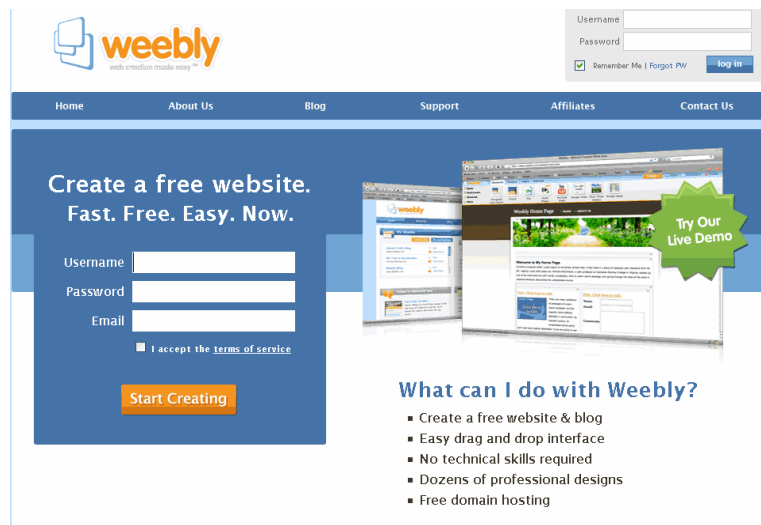 weebly
web creation made easy ™
Username
Password
Remember Me | Forgot PW
log in
Home
About Us
Blog
Support
Affiliates
Contact Us
Create a free website.
Fast. Free. Easy. Now.
Username
Password
Email
I accept the terms of service
Start Creating
weebly
Weebly Home Page
Welcome to My Home Page
Try Our
Live Demo
What can I do with Weebly?
Create a free website & blog
Easy drag and drop interface
No technical skills required
Dozens of professional designs
Free domain hosting